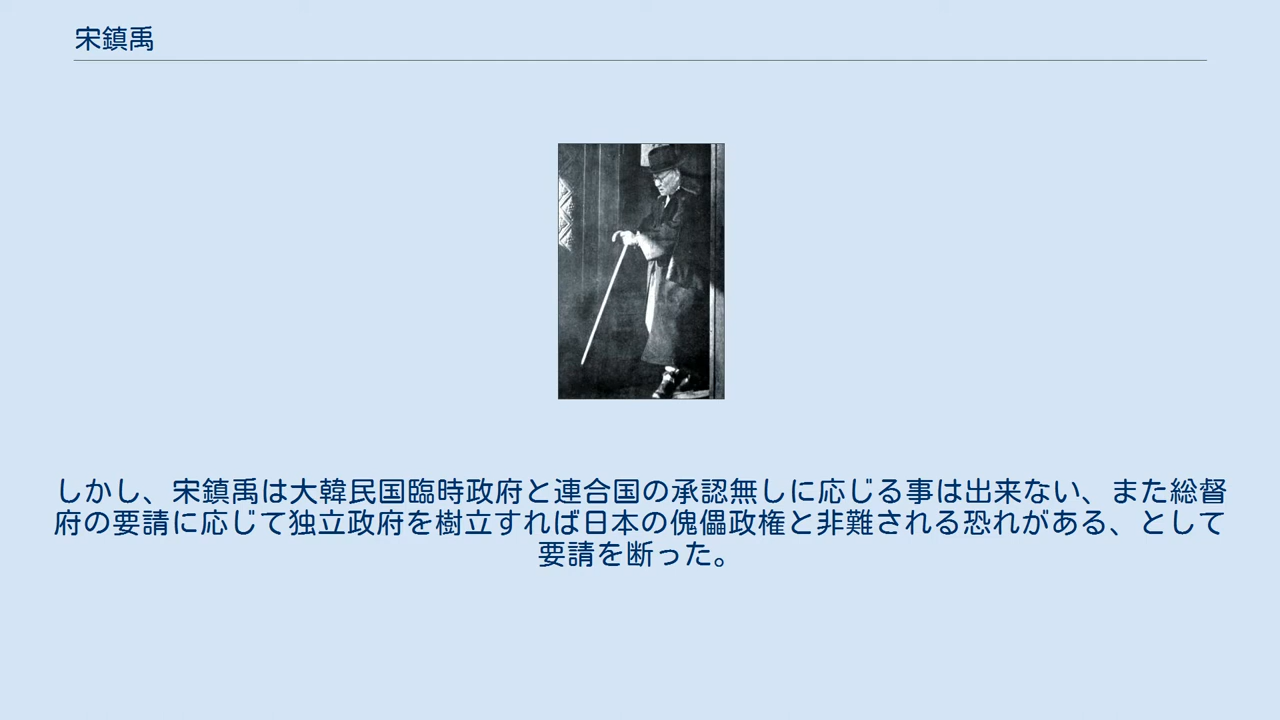 宋鎮禹
しかし、宋鎮禹は大韓民国臨時政府と連合国の承認無しに応じる事は出来ない、また総督
府の要請に応じて独立政府を樹立すれば日本の傀儡政権と非難される恐れがある、として
要請を断った。